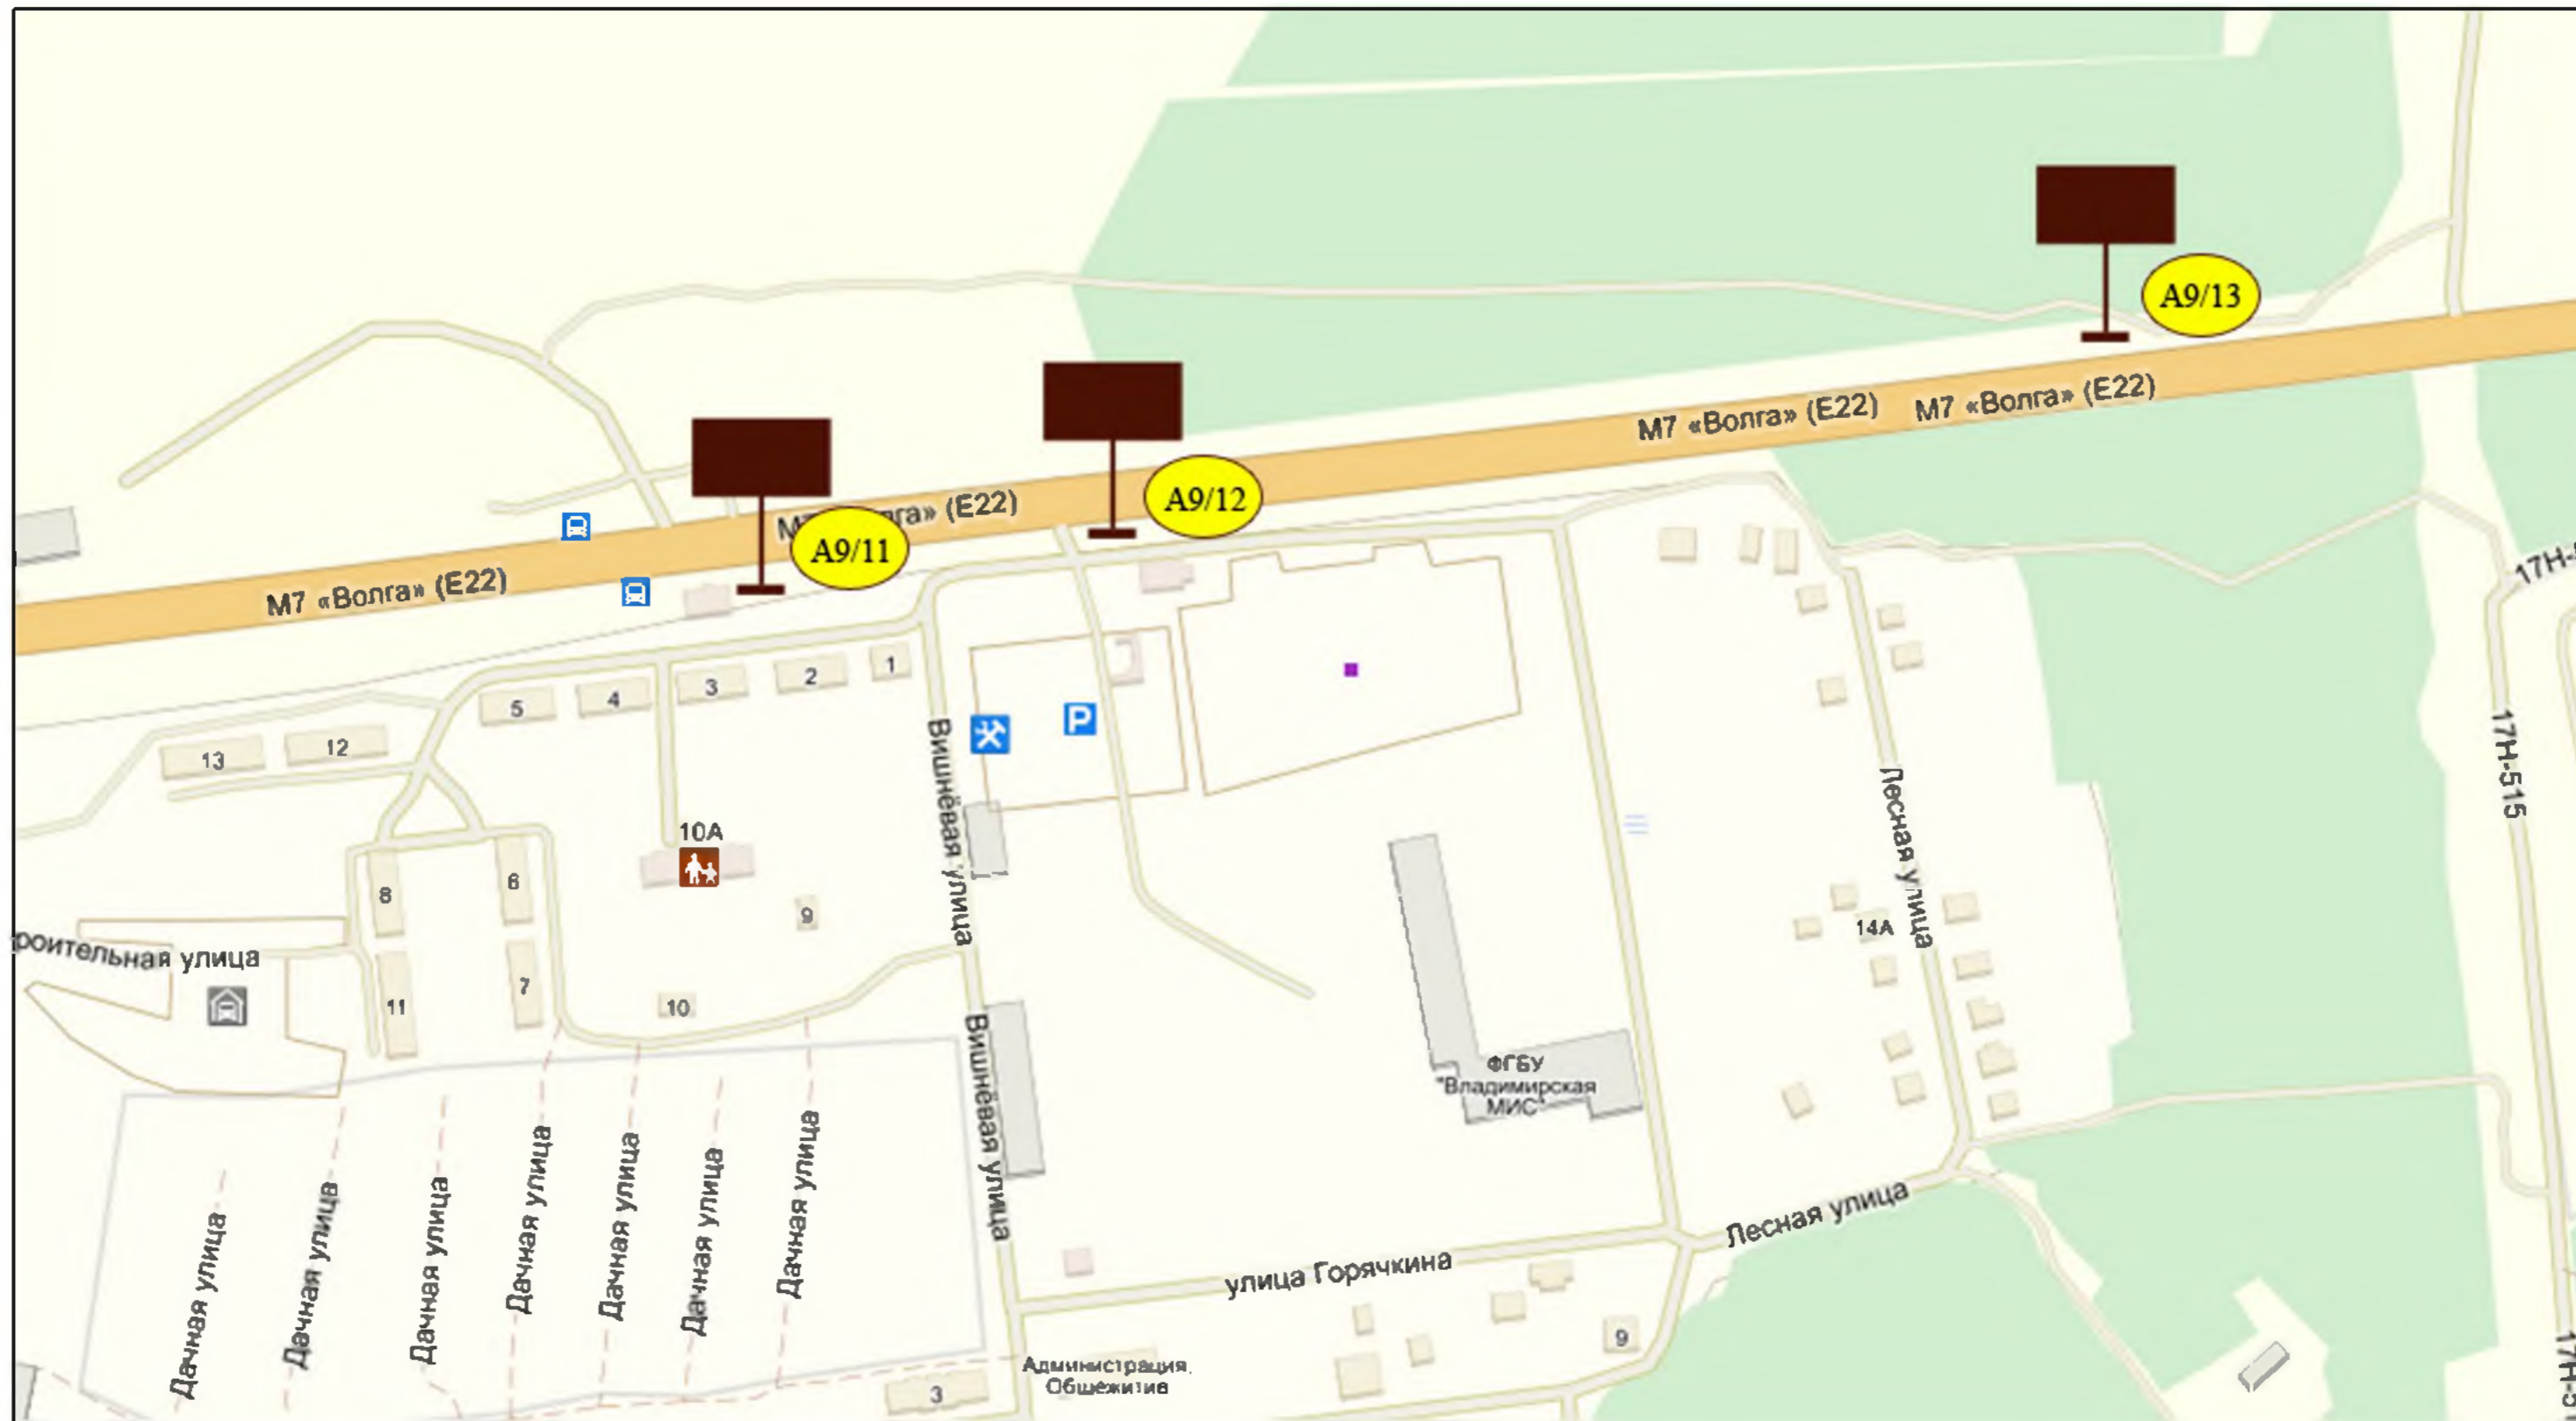 А9/13
М7 «Волга» (Е22)
М7 «Волга» (Е22)
А9/12
(Е22)
А9/11
М7 «Волга» (Е22)
17Н-515
1
2
3
4
5
12
13
Вишнёвая улица
P
Лесная улица
10А
8
6
9
14А
роительная улица
7
11
10
Вишнёвая улица
ФГБУ
"Владимирская
МИС"
Дачная улица
Дачная улица
Дачная улица
Дачная улица
Дачная улица
Дачная улица
Дачная улица
Лесная улица
улица Горячкина
9
Администрация,
Общежитие
3